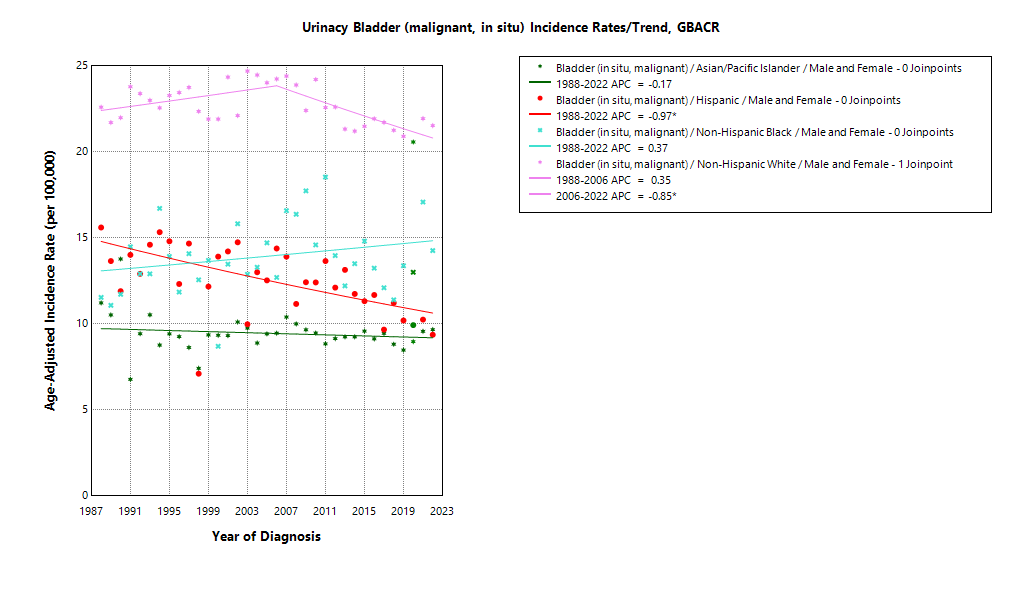 Urinacy Bladder (malignant, in situ) Incidence Rates/Trend, GBACR
Age-Adjusted Incidence Rate (per 100,000)
25
20
15
10
5
0
1987 1991 1995 1999 2003 2007 2011 2015 2019 2023
Year of Diagnosis
Bladder (in situ, malignant) / Asian/Pacific Islander / Male and Female - 0 Joinpoints
1988-2022 APC = -0.17
Bladder (in situ, malignant) / Hispanic / Male and Female - 0 Joinpoints
1988-2022 APC = -0.97*
Bladder (in situ, malignant) / Non-Hispanic Black / Male and Female - 0 Joinpoints
1988-2022 APC = 0.37
Bladder (in situ, malignant) / Non-Hispanic White / Male and Female - 1 Joinpoint
1988-2006 APC = 0.35
2006-2022 APC = -0.85*